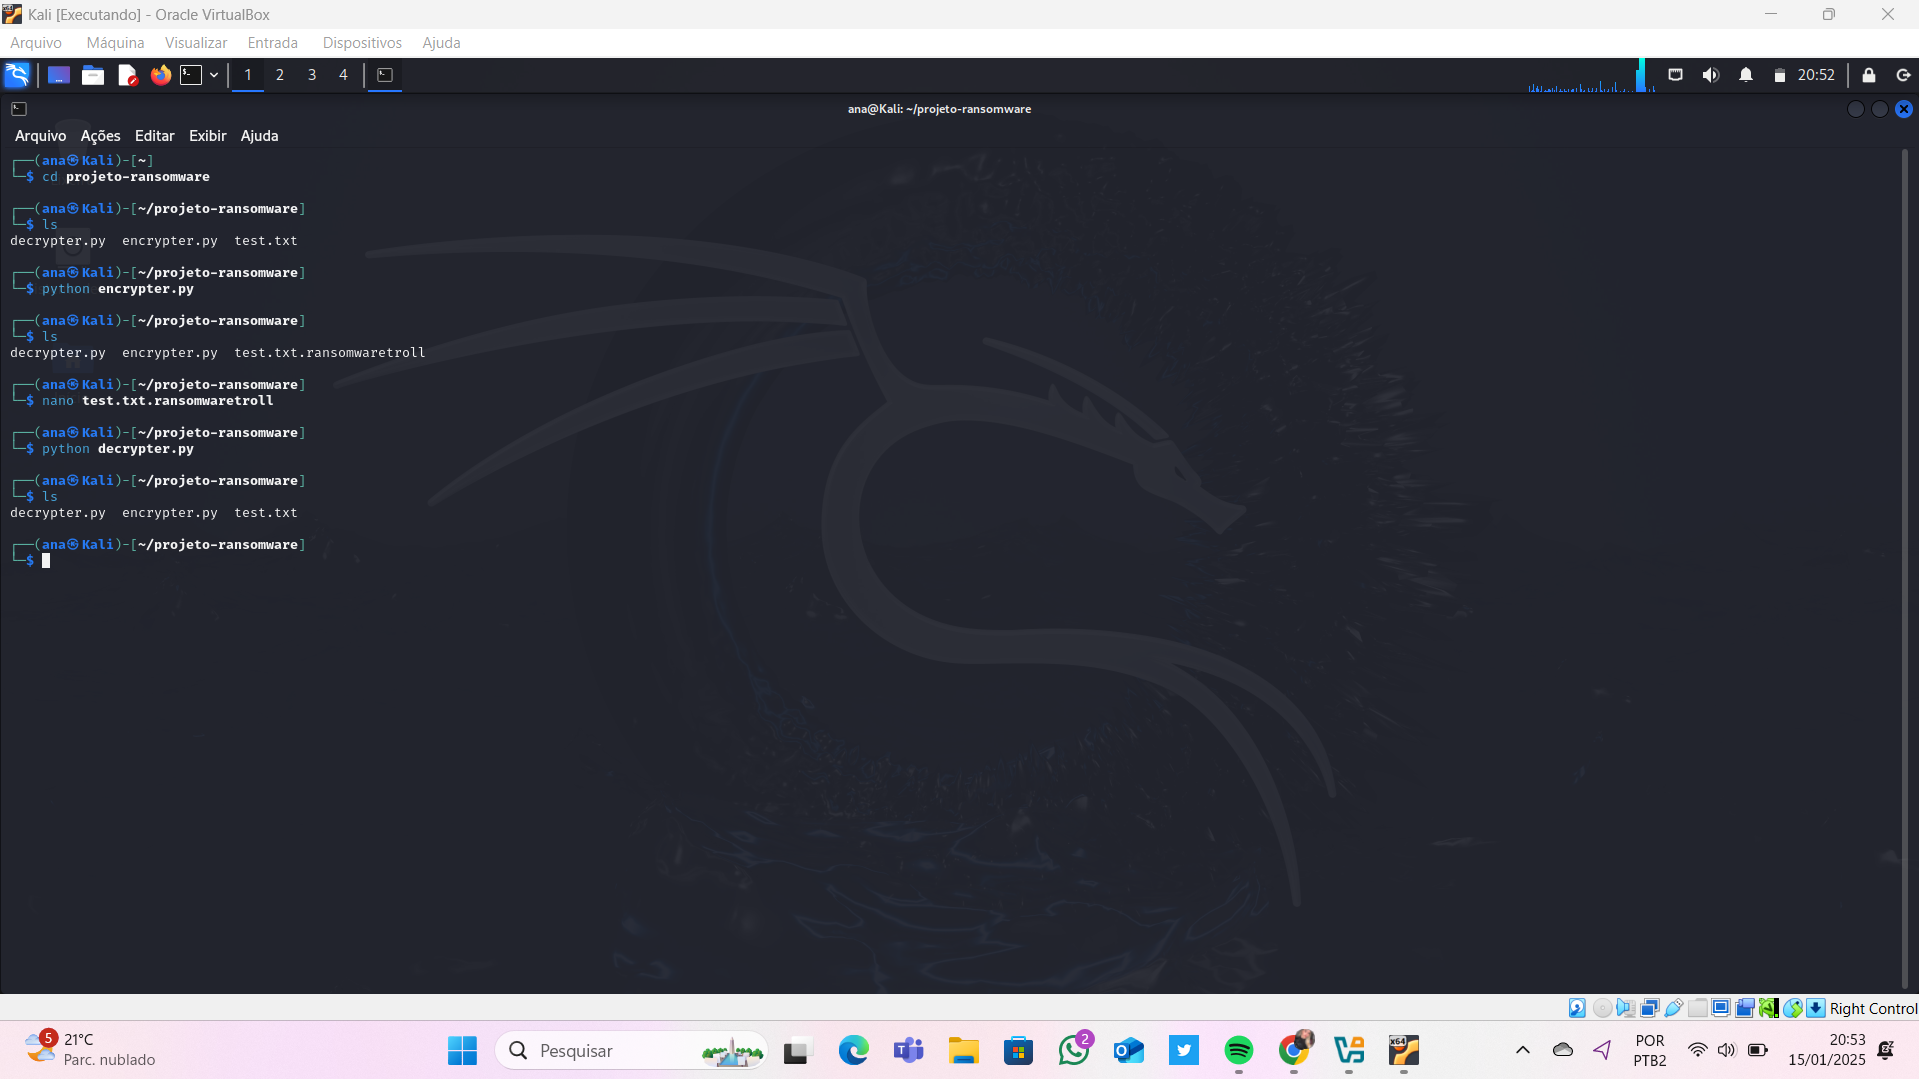 Kali [Executando] - Oracle VirtualBox
Arquivo Máquina Visualizar Entrada Dispositivos Ajuda
1 2 3 4 20:52
ana@Kali: ~/projeto-ransomware
Arquivo Ações Editar Exibir Ajuda
┌──(ana㉿Kali)-[~]
└─$ cd projeto-ransomware
┌──(ana㉿Kali)-[~/projeto-ransomware]
└─$ ls
decrypter.py encrypter.py test.txt
┌──(ana㉿Kali)-[~/projeto-ransomware]
└─$ python encrypter.py
┌──(ana㉿Kali)-[~/projeto-ransomware]
└─$ ls
decrypter.py encrypter.py test.txt.ransomwaretroll
┌──(ana㉿Kali)-[~/projeto-ransomware]
└─$ nano test.txt.ransomwaretroll
┌──(ana㉿Kali)-[~/projeto-ransomware]
└─$ python decrypter.py
┌──(ana㉿Kali)-[~/projeto-ransomware]
└─$ ls
decrypter.py encrypter.py test.txt
┌──(ana㉿Kali)-[~/projeto-ransomware]
└─$
Right Control
5 21°C
Parc. nublado
Pesquisar
2
x64
POR
PTB2
20:53
15/01/2025